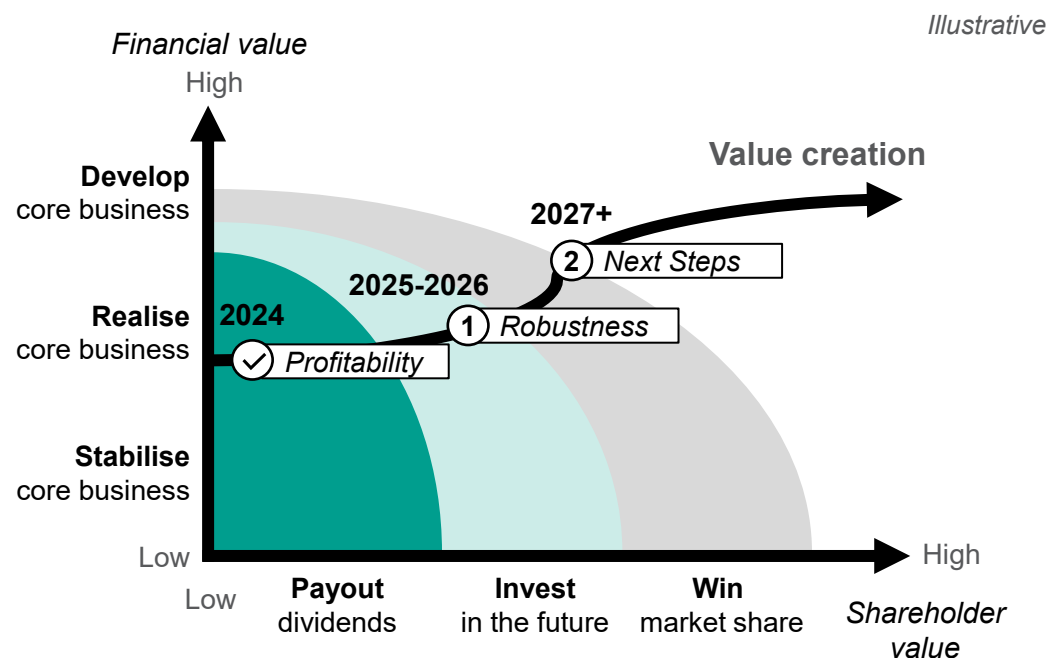 Illustrative
Financial value
High
Value creation
Develop
core business
2027+
2 Next Steps
2025-2026
Realise
core business
2024
1 Robustness
Profitability
Stabilise
core business
Low
High
Low
Payout
dividends
Invest
in the future
Win
market share
Shareholder
value